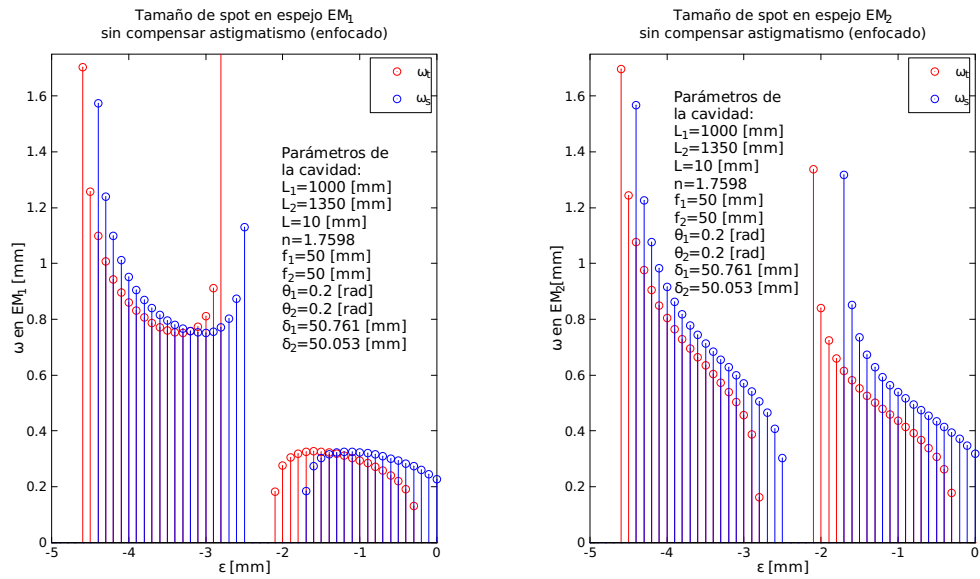 Tamaño de spot en espejo EM₁
sin compensar astigmatismo (enfocado)
ω en EM₁ [mm]
1.6
1.4
1.2
1
0.8
0.6
0.4
0.2
0
-5
-4
-3
-2
-1
0
ε [mm]
ωₜ
ωₛ
Parámetros de
la cavidad:
L₁=1000 [mm]
L₂=1350 [mm]
L=10 [mm]
n=1.7598
f₁=50 [mm]
f₂=50 [mm]
θ₁=0.2 [rad]
θ₂=0.2 [rad]
δ₁=50.761 [mm]
δ₂=50.053 [mm]
Tamaño de spot en espejo EM₂
sin compensar astigmatismo (enfocado)
ω en EM₂[mm]
1.6
1.4
1.2
1
0.8
0.6
0.4
0.2
0
-5
-4
-3
-2
-1
0
ε [mm]
ωₜ
ωₛ
Parámetros de
la cavidad:
L₁=1000 [mm]
L₂=1350 [mm]
L=10 [mm]
n=1.7598
f₁=50 [mm]
f₂=50 [mm]
θ₁=0.2 [rad]
θ₂=0.2 [rad]
δ₁=50.761 [mm]
δ₂=50.053 [mm]